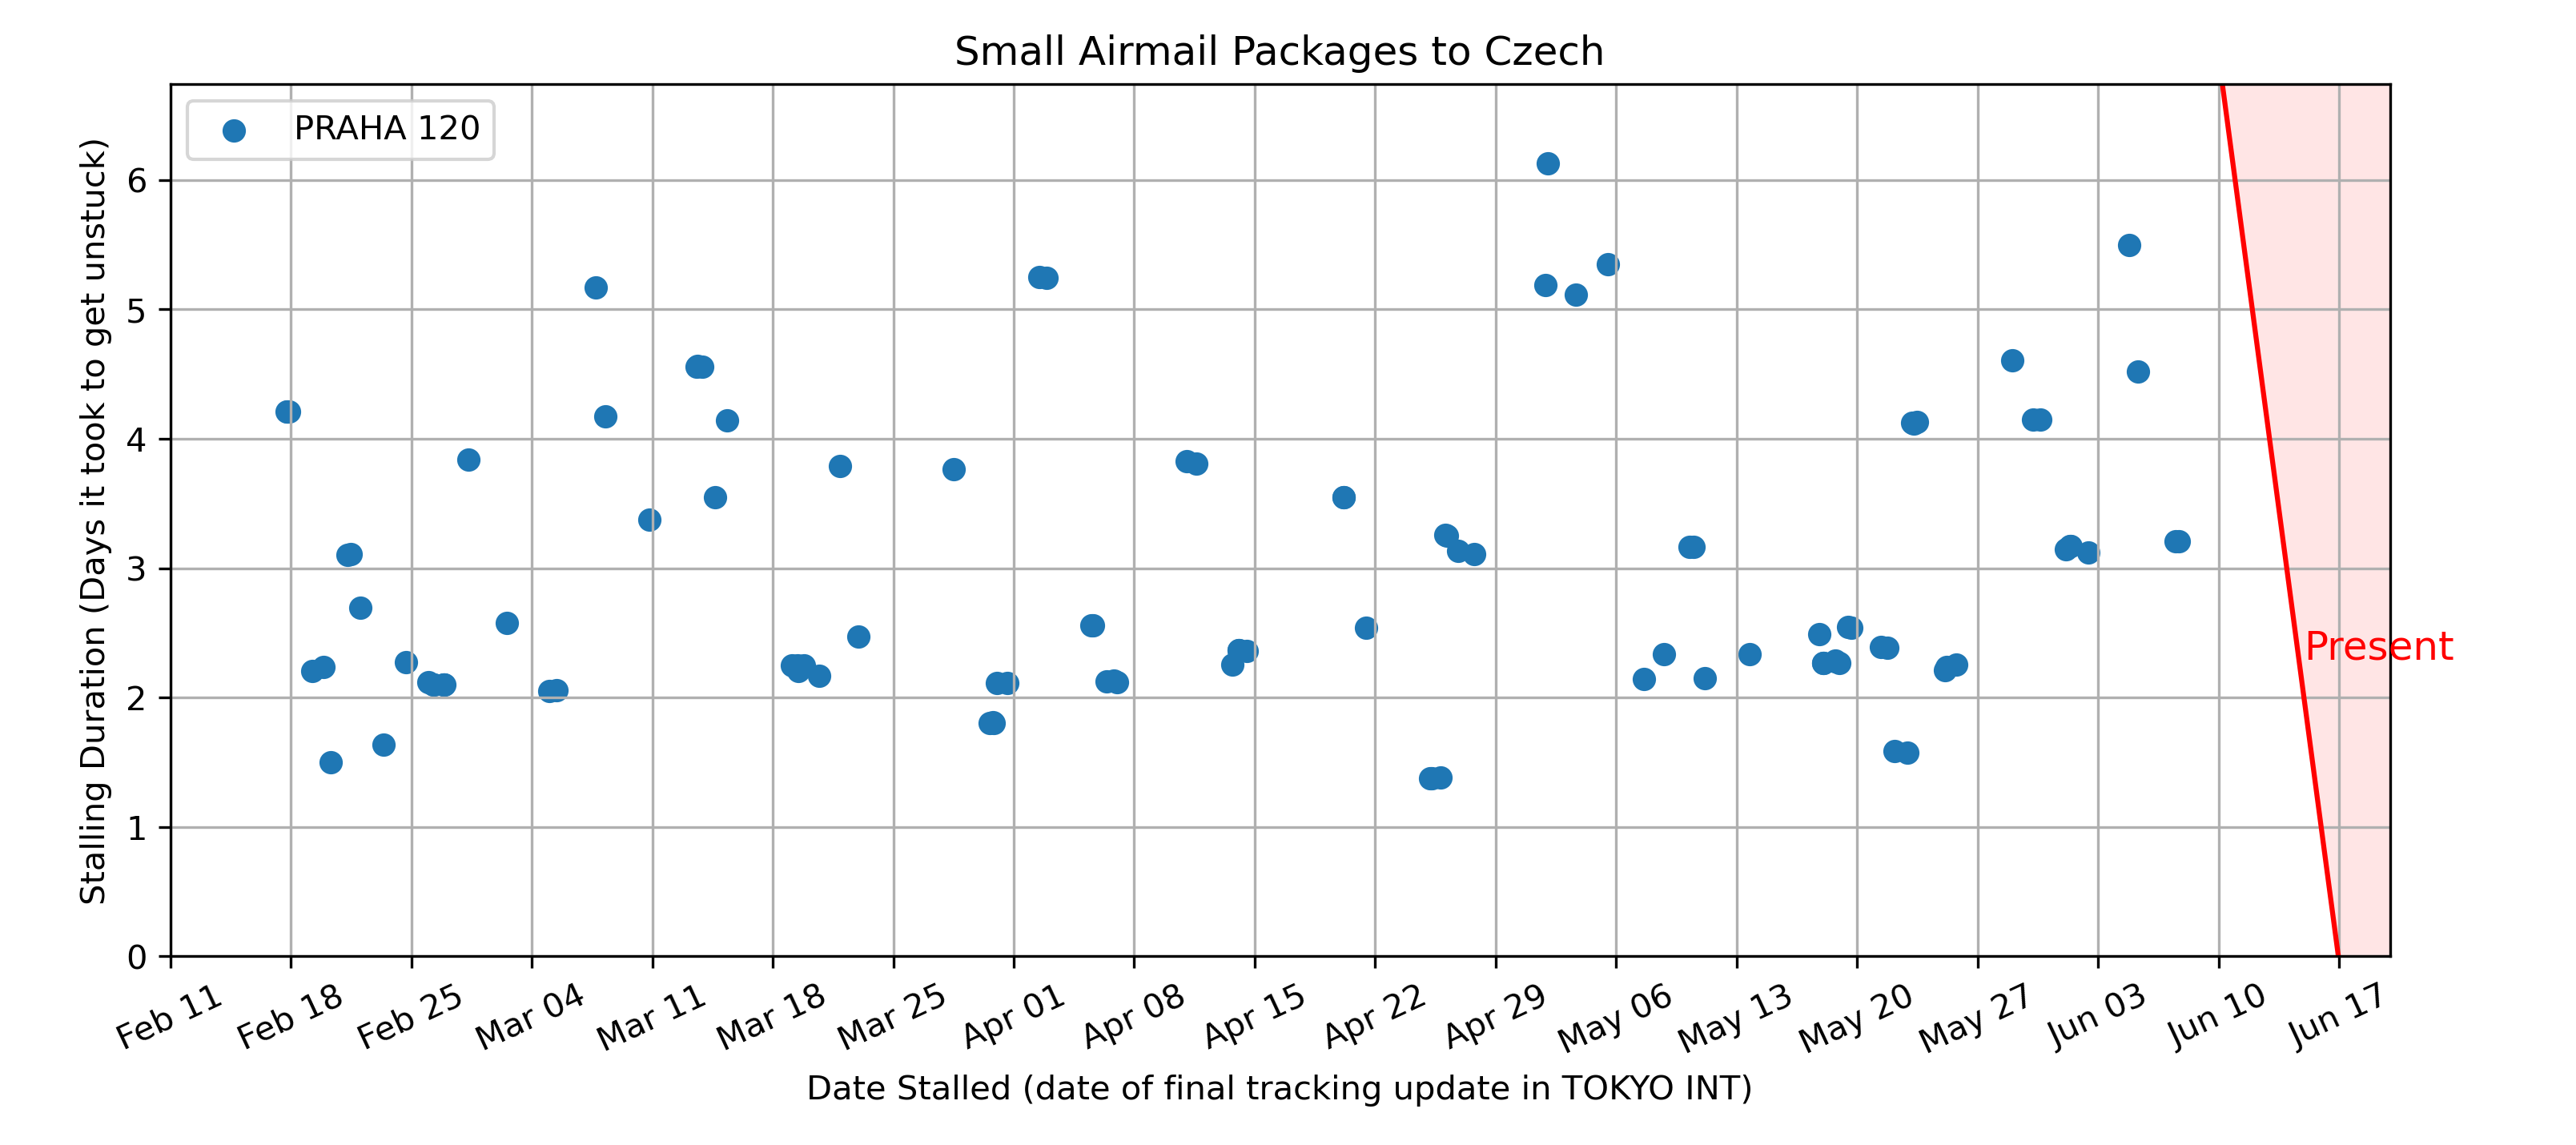 Small Airmail Packages to Czech
PRAHA 120
Stalling Duration (Days it took to get unstuck)
6
5
4
3
2
1
0
Present
Feb 11
Feb 18
Feb 25
Mar 04
Mar 11
Mar 18
Mar 25
Apr 01
Apr 08
Apr 15
Apr 22
Apr 29
May 06
May 13
May 20
May 27
Jun 03
Jun 10
Jun 17
Date Stalled (date of final tracking update in TOKYO INT)